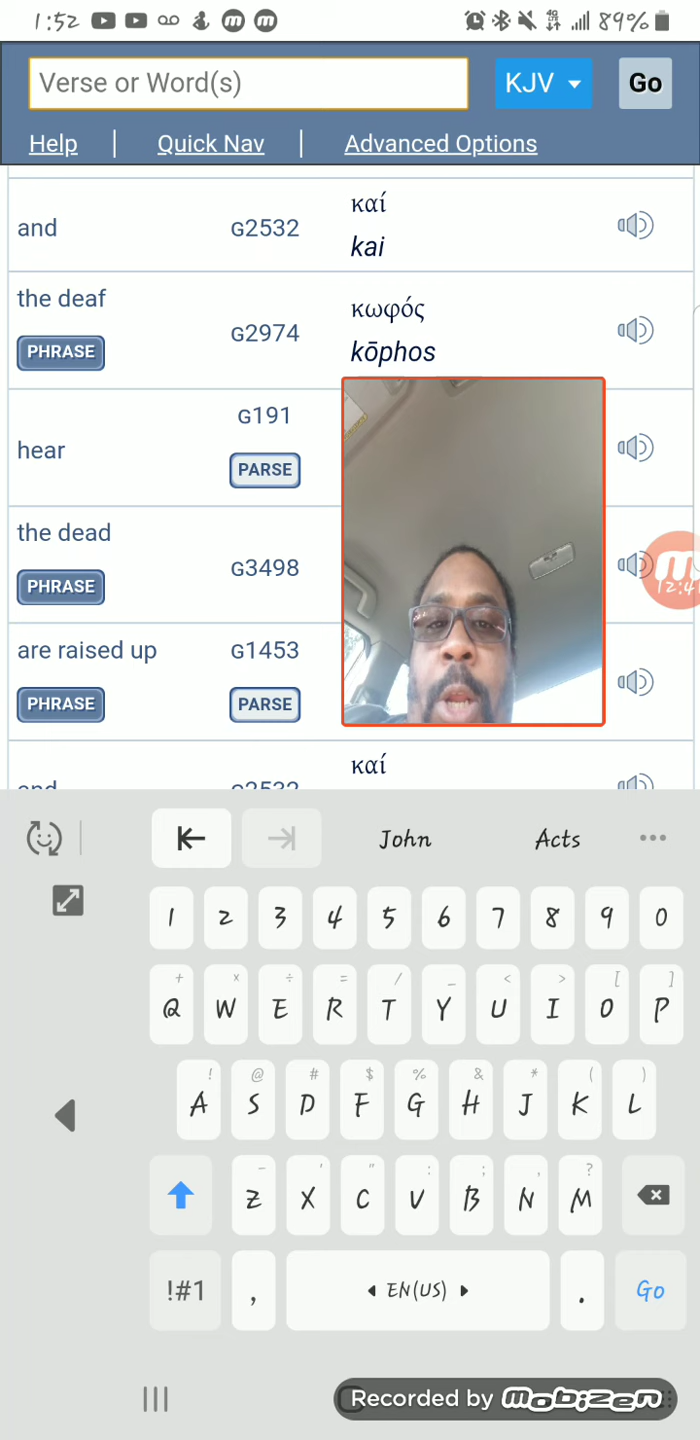 1:52
89%
Verse or Word(s)
KJV
Go
Help | Quick Nav | Advanced Options
and G2532 καί
kai
the deaf
PHRASE
G2974
κωφός
kōphos
hear
G191
PARSE
the dead
PHRASE
G3498
are raised up
PHRASE
G1453
PARSE
and G2532 καί
John Acts
1 2 3 4 5 6 7 8 9 0
+ × ÷ = / _ < > [ ]
Q W E R T Y U I O P
! @ # $ % & * ( )
A S D F G H J K L
- ' " : ; , ?
Z X C V B N M
!#1 , EN(US) . Go
Recorded by mobizen